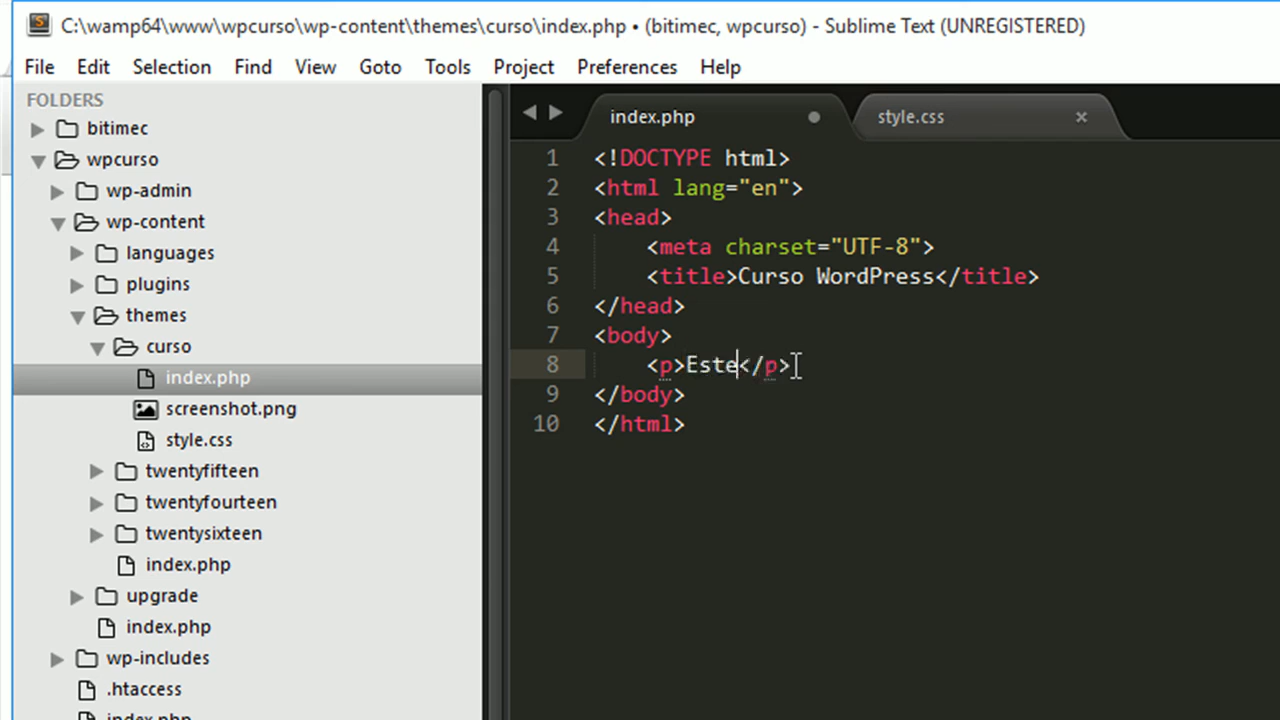 C:\wamp64\www\wpcurso\wp-content\themes\curso\index.php • (bitimec, wpcurso) - Sublime Text (UNREGISTERED)
File Edit Selection Find View Goto Tools Project Preferences Help
FOLDERS
bitimec
wpcurso
wp-admin
wp-content
languages
plugins
themes
curso
index.php
screenshot.png
style.css
twentyfifteen
twentyfourteen
twentysixteen
index.php
upgrade
index.php
wp-includes
.htaccess
index.php
index.php style.css
1 <!DOCTYPE html>
2 <html lang="en">
3 <head>
4 <meta charset="UTF-8">
5 <title>Curso WordPress</title>
6 </head>
7 <body>
8 <p>Este</p>
9 </body>
10 </html>